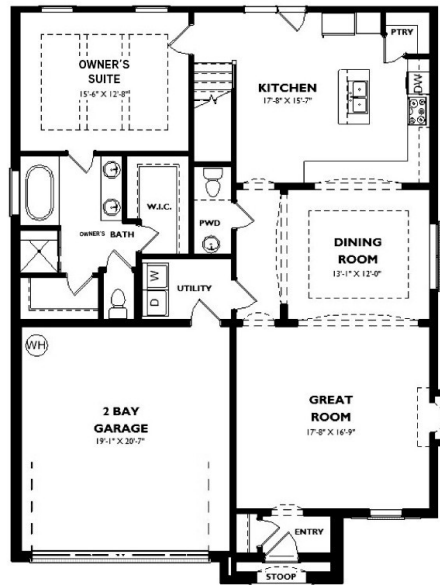 PTRY
OWNER'S
SUITE
15'-6" X 12'-8"
KITCHEN
17'-8" X 15'-7"
DW
W.I.C.
PWD
OWNER'S BATH
DINING
ROOM
13'-1" X 12'-0"
W
D
UTILITY
WH
2 BAY
GARAGE
19'-1" X 20'-7"
GREAT
ROOM
17'-8" X 16'-9"
ENTRY
STOOP